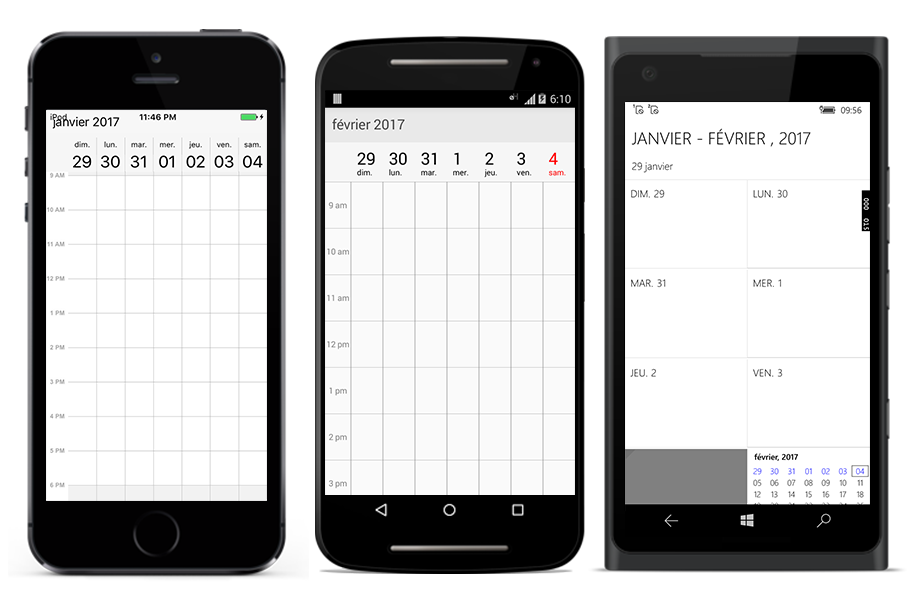 iPod
11:46 PM
janvier 2017
dim. lun. mar. mer. jeu. ven. sam.
29 30 31 01 02 03 04
9 AM
10 AM
11 AM
12 PM
1 PM
2 PM
3 PM
4 PM
5 PM
6 PM
6:10
février 2017
29 30 31 1 2 3 4
dim. lun. mar. mer. jeu. ven. sam.
9 am
10 am
11 am
12 pm
1 pm
2 pm
3 pm
09:56
JANVIER - FÉVRIER , 2017
29 janvier
DIM. 29 LUN. 30
000 015
MAR. 31 MER. 1
JEU. 2 VEN. 3
février, 2017
29 30 31 01 02 03 04
05 06 07 08 09 10 11
12 13 14 15 16 17 18